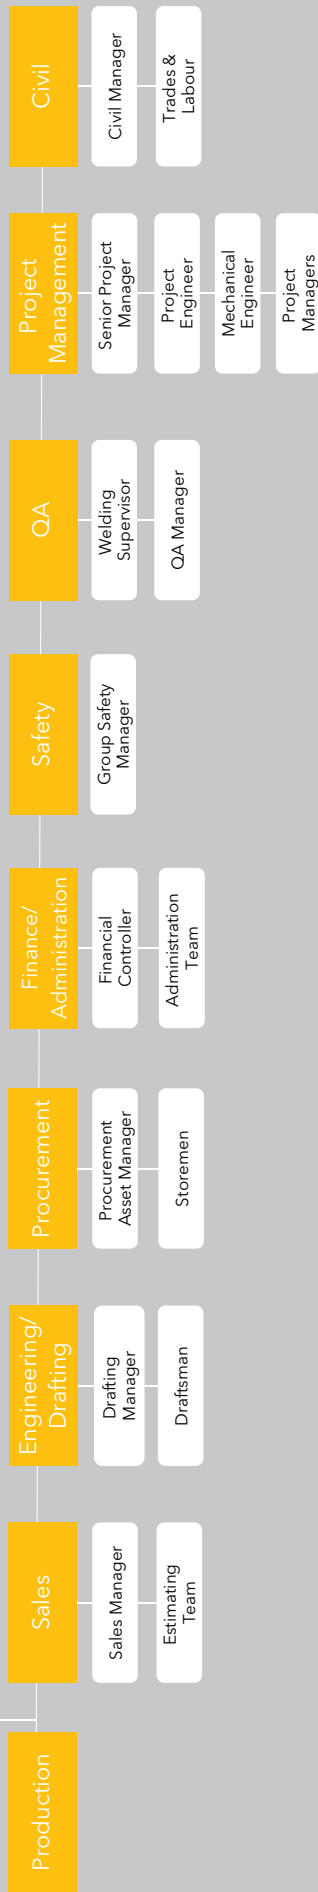 Production
Sales
Sales Manager
Estimating
Team
Engineering/
Drafting
Drafting
Manager
Draftsman
Procurement
Procurement
Asset Manager
Storemen
Finance/
Administration
Financial
Controller
Administration
Team
Safety
Group Safety
Manager
QA
Welding
Supervisor
QA Manager
Project
Management
Senior Project
Manager
Project
Engineer
Mechanical
Engineer
Project
Managers
Civil
Civil Manager
Trades &
Labour